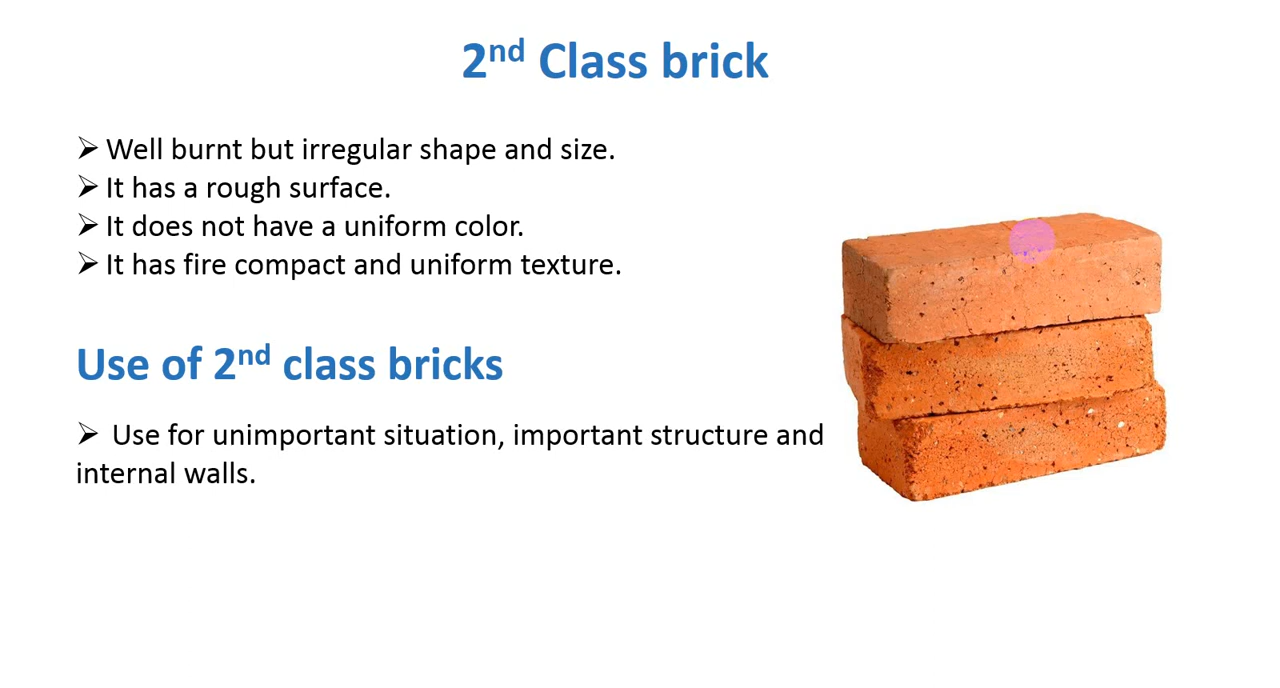 2nd Class brick
➢ Well burnt but irregular shape and size.
➢ It has a rough surface.
➢ It does not have a uniform color.
➢ It has fire compact and uniform texture.
Use of 2nd class bricks
➢ Use for unimportant situation, important structure and
internal walls.